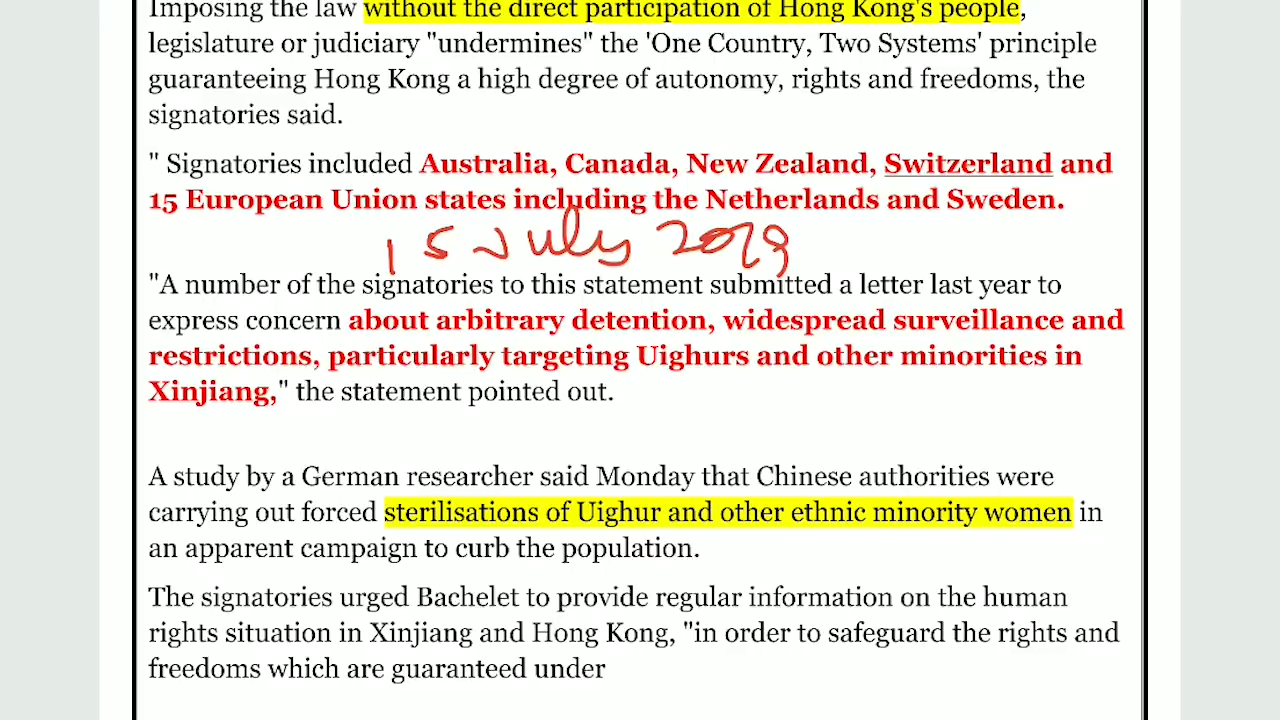 Imposing the law without the direct participation of Hong Kong's people,
legislature or judiciary "undermines" the 'One Country, Two Systems' principle
guaranteeing Hong Kong a high degree of autonomy, rights and freedoms, the
signatories said.
" Signatories included Australia, Canada, New Zealand, Switzerland and
15 European Union states including the Netherlands and Sweden.
15 July 2019
"A number of the signatories to this statement submitted a letter last year to
express concern about arbitrary detention, widespread surveillance and
restrictions, particularly targeting Uighurs and other minorities in
Xinjiang," the statement pointed out.
A study by a German researcher said Monday that Chinese authorities were
carrying out forced sterilisations of Uighur and other ethnic minority women in
an apparent campaign to curb the population.
The signatories urged Bachelet to provide regular information on the human
rights situation in Xinjiang and Hong Kong, "in order to safeguard the rights and
freedoms which are guaranteed under